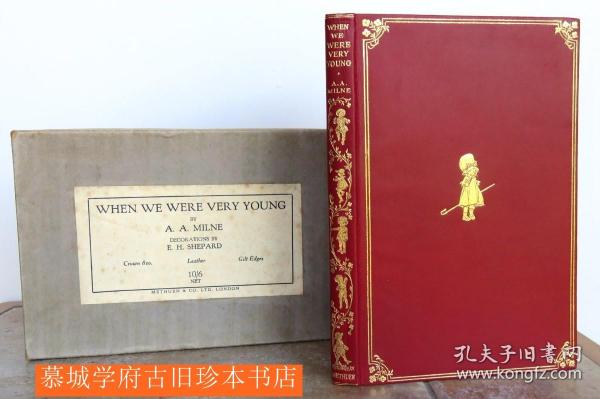 WHEN WE WERE VERY YOUNG
BY
A. A. MILNE
DECORATIONS BY
E. H. SHEPARD
Crown 8vo. Leather Gilt Edges
10/6
NET
METHUEN & CO. LTD. LONDON
WHEN
WE
WERE
VERY
YOUNG
A.A.
MILNE
METHUEN
慕城学府古旧珍本书店
孔夫子旧书网
www.kongfz.com